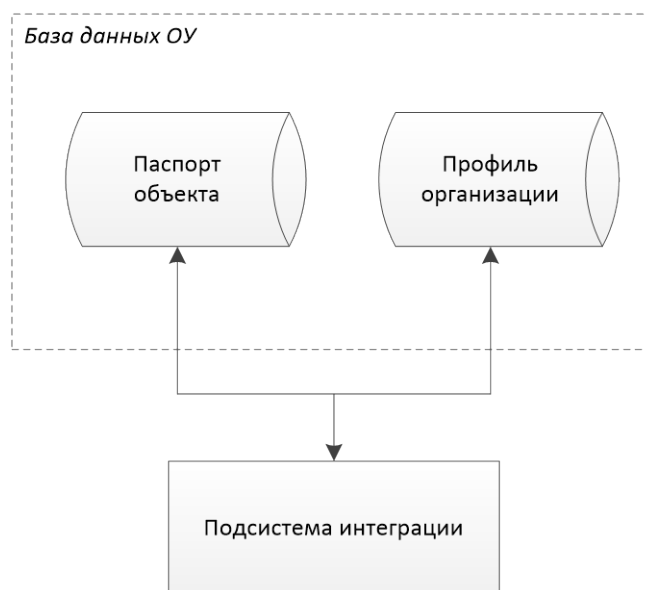 База данных ОУ
Паспорт
объекта
Профиль
организации
Подсистема интеграции